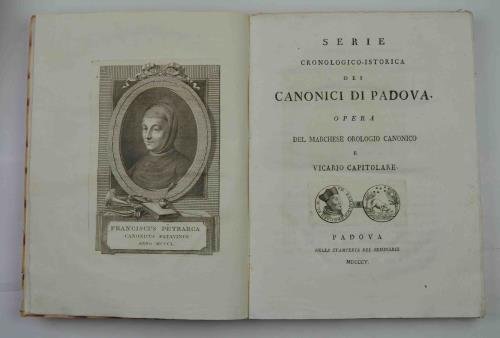 FRANCISCUS PETRARCA
CANONICUS PATAVINUS
ANNO MCCCL.
SERIE
CRONOLOGICO-ISTORICA
DEI
CANONICI DI PADOVA.
OPERA
DEL MARCHESE OROLOGIO CANONICO
E
VICARIO CAPITOLARE.
PADOVA
NELLA STAMPERIA DEL SEMINARIO
MDCCCV.